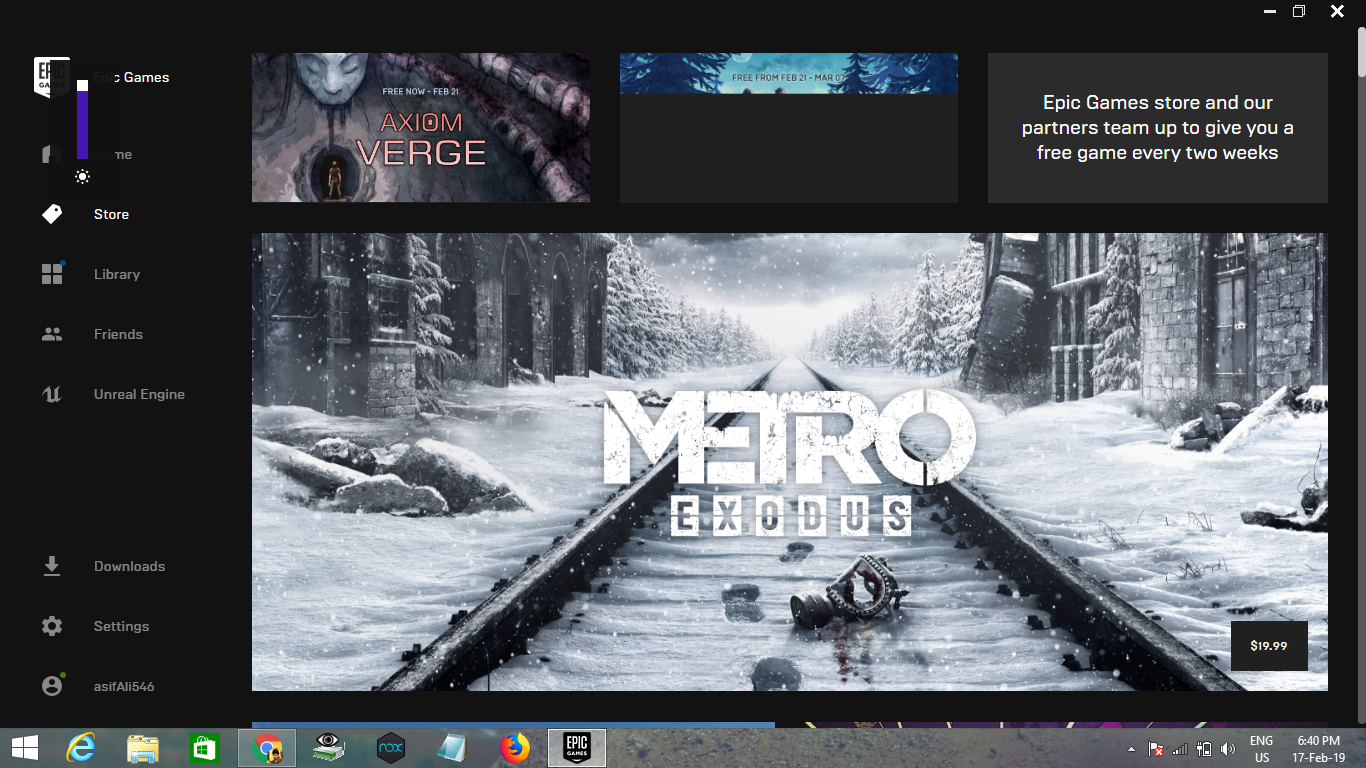 EPIC
GAMES
Epic Games
Home
Store
Library
Friends
Unreal Engine
Downloads
Settings
asifAli546
FREE NOW - FEB 21
AXIOM
VERGE
FREE FROM FEB 21 - MAR 07
Epic Games store and our
partners team up to give you a
free game every two weeks
METRO
EXODUS
$19.99
nox
EPIC
GAMES
ENG
US
6:40 PM
17-Feb-19